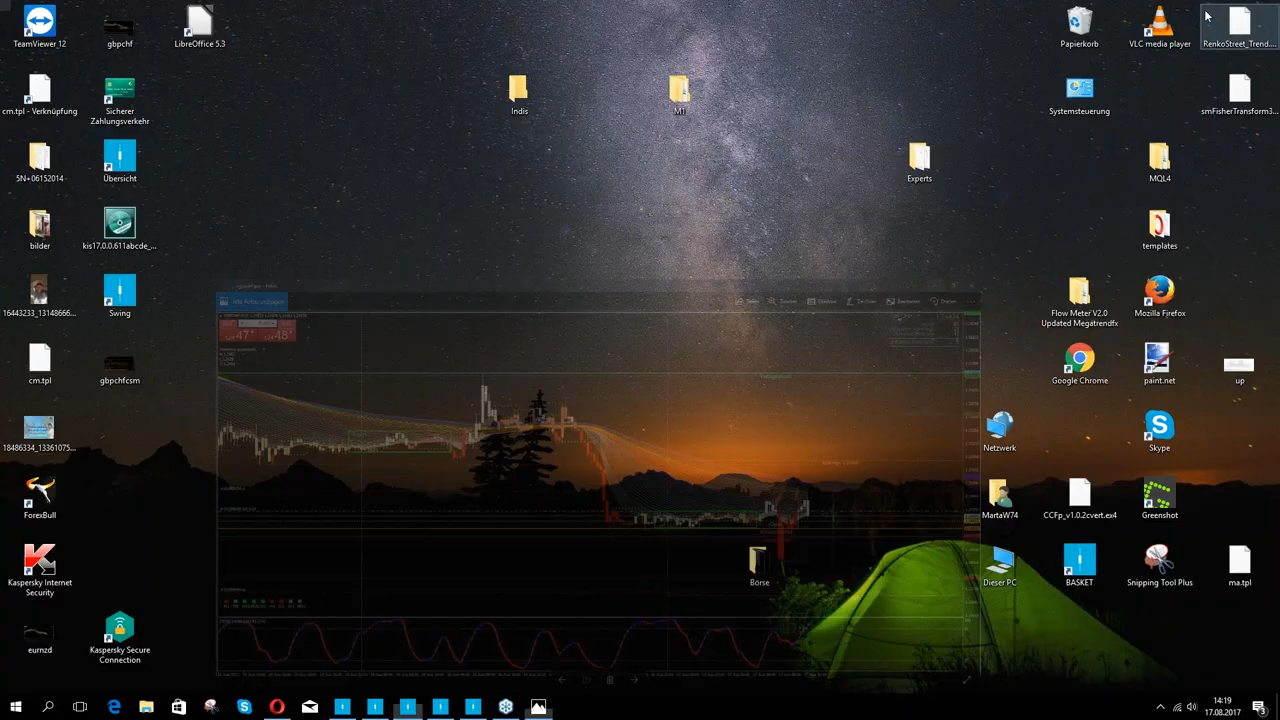 TeamViewer 12
gbpchf
LibreOffice 5.3
Papierkorb
VLC media player
RenkoStreet_Trend....
cm.tpl - Verknüpfung
Sicherer
Zahlungsverkehr
Indis
M1
Systemsteuerung
smFisherTransform3...
5N+06152014
Übersicht
Experts
MQL4
bilder
kis17.0.0.611abcde_...
templates
16443233_13148666...
Swing
Flow Meter V2.0
Updated Megatrendfx
Mozilla Firefox
cm.tpl
gbpchfcsm
Google Chrome
paint.net
up
18486334_13361075...
Netzwerk
Skype
ForexBull
MartaW74
CCFp_v1.0.2cvert.ex4
Greenshot
Kaspersky Internet
Security
Börse
Dieser PC
BASKET
Snipping Tool Plus
ma.tpl
eurnzd
Kaspersky Secure
Connection
14:19
17.08.2017